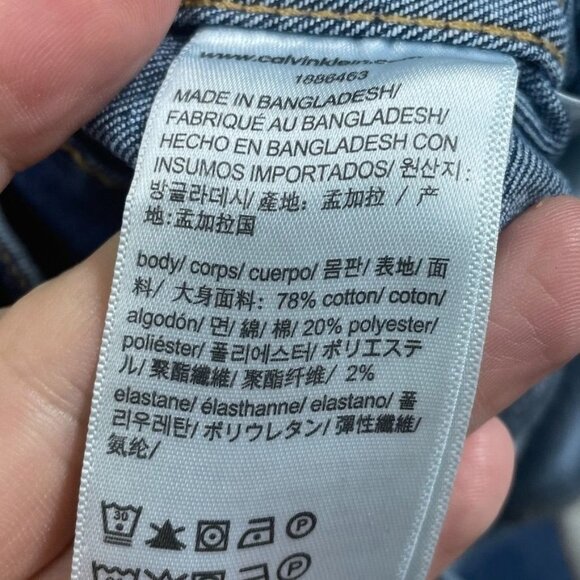 www.calvinklein.com
1886463
MADE IN BANGLADESH/
FABRIQUÉ AU BANGLADESH/
HECHO EN BANGLADESH CON
INSUMOS IMPORTADOS/ 원산지:
방글라데시/ 產地: 孟加拉 / 产
地:孟加拉国
body/ corps/ cuerpo/ 몸판/ 表地/ 面
料/ 大身面料: 78% cotton/ coton/
algodón/ 면/ 綿/ 棉/ 20% polyester/
poliéster/ 폴리에스터/ ポリエステ
ル/ 聚酯纖維/ 聚酯纤维/ 2%
elastane/ élasthanne/ elastano/ 폴
리우레탄/ ポリウレタン/ 彈性纖維/
氨纶/
30 P